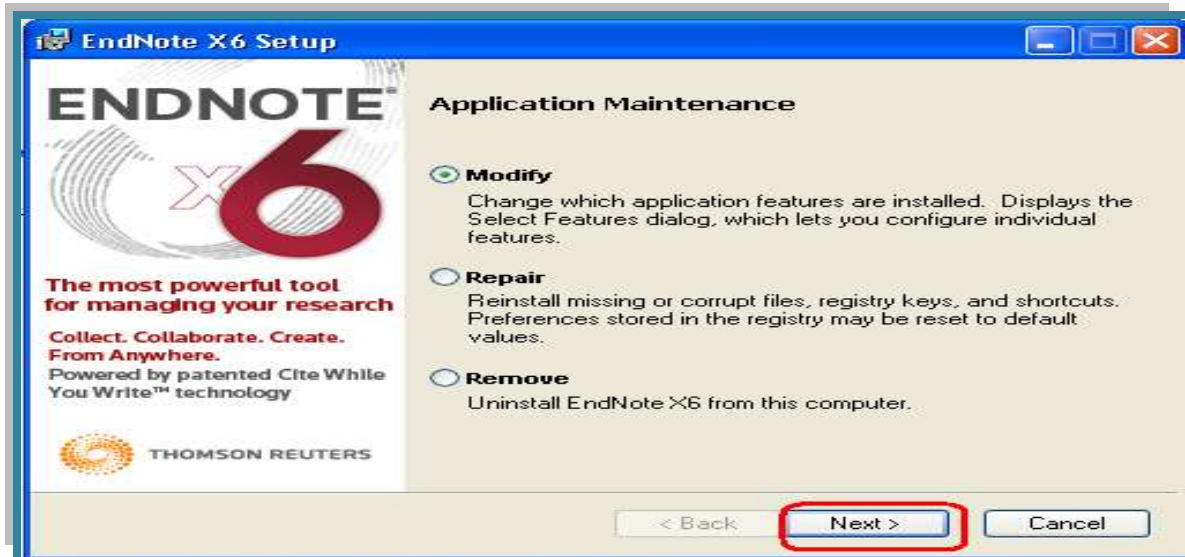 EndNote X6 Setup
ENDNOTE®
X6
The most powerful tool
for managing your research
Collect. Collaborate. Create.
From Anywhere.
Powered by patented Cite While
You Write™ technology
THOMSON REUTERS
Application Maintenance
Modify
Change which application features are installed. Displays the
Select Features dialog, which lets you configure individual
features.
Repair
Reinstall missing or corrupt files, registry keys, and shortcuts.
Preferences stored in the registry may be reset to default
values.
Remove
Uninstall EndNote X6 from this computer.
< Back
Next >
Cancel